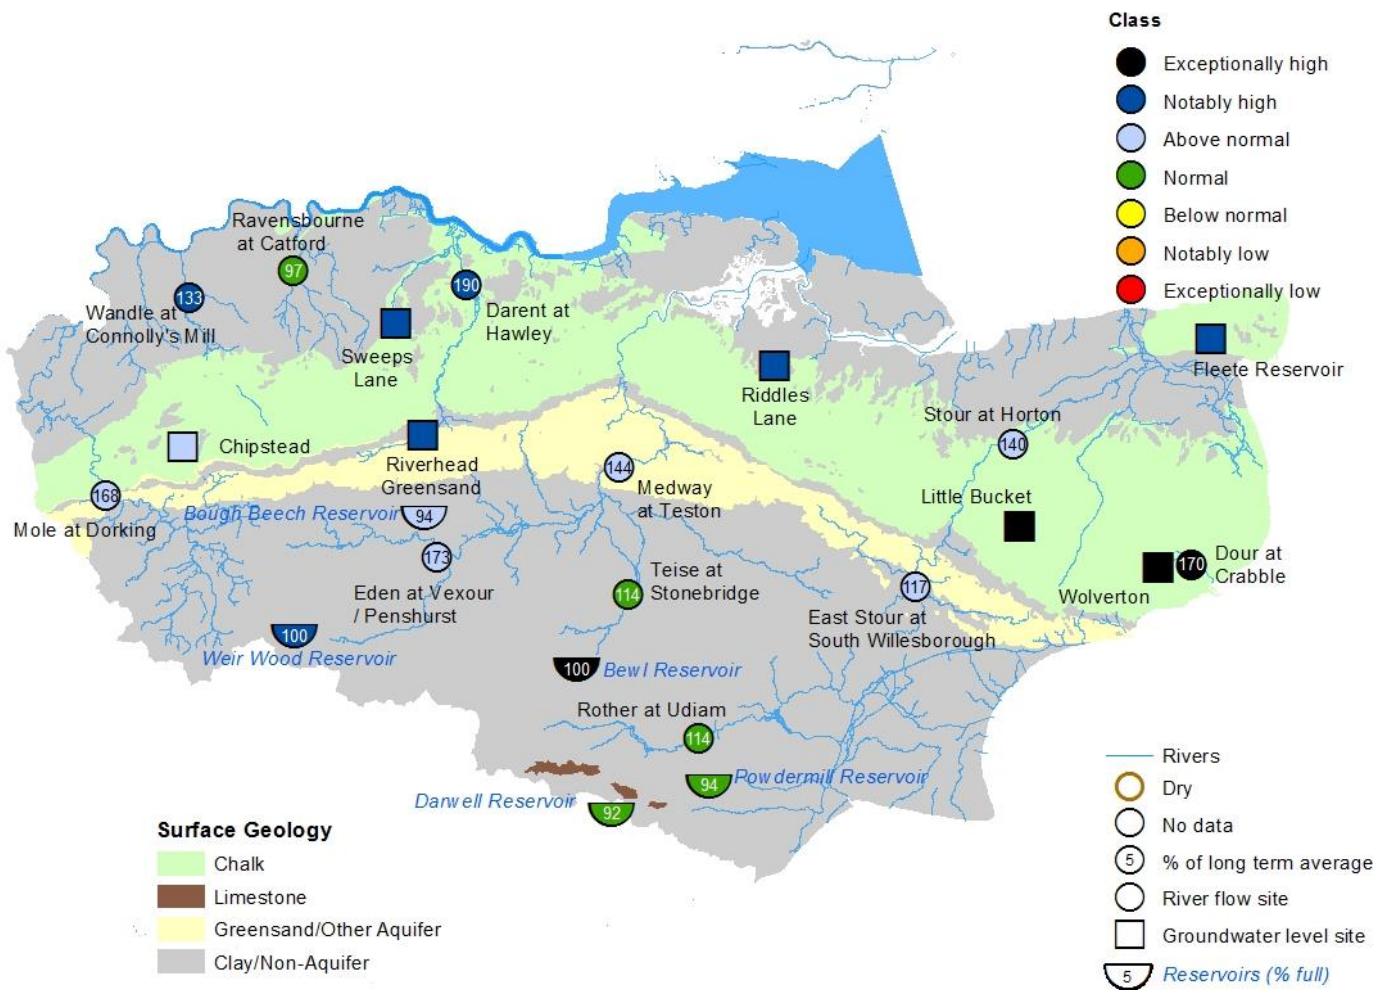 Class
Exceptionally high
Notably high
Above normal
Normal
Below normal
Notably low
Exceptionally low
Ravensbourne
at Catford
97
133
Wandle at
Connolly's Mill
190
Darent at
Hawley
Sweeps
Lane
Riddles
Lane
Fleete Reservoir
Stour at Horton
140
Chipstead
Riverhead
Greensand
144
Medway
at Teston
168
Mole at Dorking
Bough Beech Reservoir
94
Little Bucket
173
Eden at Vexour
/ Penshurst
Teise at
Stonebridge
114
117
East Stour at
South Willesborough
Wolverton
170
Dour at
Crabble
100
Weir Wood Reservoir
100
Bewl Reservoir
Rother at Udiam
114
94
Powdermill Reservoir
Darwell Reservoir
92
Surface Geology
Chalk
Limestone
Greensand/Other Aquifer
Clay/Non-Aquifer
Rivers
Dry
No data
5
% of long term average
River flow site
Groundwater level site
5
Reservoirs (% full)